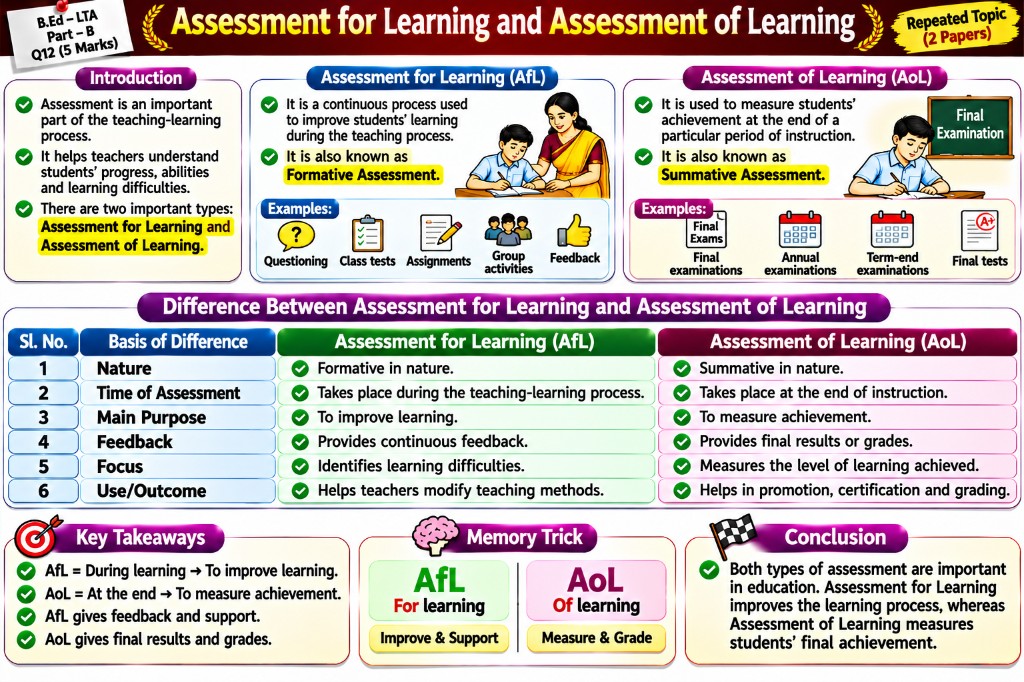 B.Ed – LTA
Part – B
Q12 (5 Marks)
Assessment for Learning and Assessment of Learning
Repeated Topic
(2 Papers)
Introduction
Assessment is an important
part of the teaching-learning
process.
It helps teachers understand
students' progress, abilities
and learning difficulties.
There are two important types:
Assessment for Learning and
Assessment of Learning.
Assessment for Learning (AfL)
It is a continuous process used
to improve students' learning
during the teaching process.
It is also known as
Formative Assessment.
Examples:
?
Questioning
Class tests
Assignments
Group
activities
Feedback
Assessment of Learning (AoL)
It is used to measure students'
achievement at the end of a
particular period of instruction.
It is also known as
Summative Assessment.
Final
Examination
Examples:
Final
Exams
Final
examinations
Annual
examinations
Term-end
examinations
A+
Final tests
Difference Between Assessment for Learning and Assessment of Learning
Sl. No. Basis of Difference Assessment for Learning (AfL) Assessment of Learning (AoL)
1 Nature Formative in nature. Summative in nature.
2 Time of Assessment Takes place during the teaching-learning process. Takes place at the end of instruction.
3 Main Purpose To improve learning. To measure achievement.
4 Feedback Provides continuous feedback. Provides final results or grades.
5 Focus Identifies learning difficulties. Measures the level of learning achieved.
6 Use/Outcome Helps teachers modify teaching methods. Helps in promotion, certification and grading.
Key Takeaways
AfL = During learning → To improve learning.
AoL = At the end → To measure achievement.
AfL gives feedback and support.
AoL gives final results and grades.
Memory Trick
AfL
For learning
Improve & Support
AoL
Of learning
Measure & Grade
Conclusion
Both types of assessment are important
in education. Assessment for Learning
improves the learning process, whereas
Assessment of Learning measures
students' final achievement.